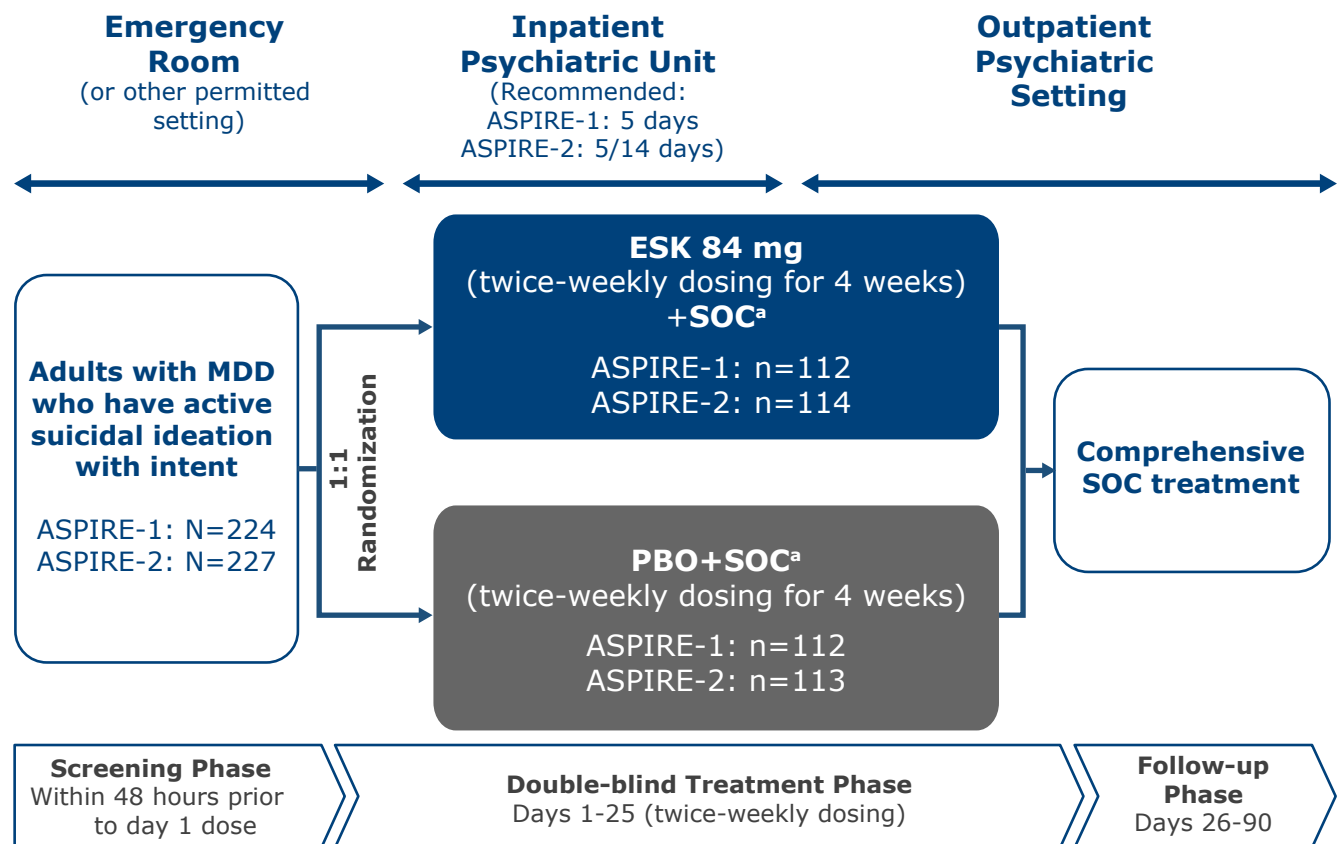 Emergency
Room
(or other permitted
setting)
Inpatient
Psychiatric Unit
(Recommended:
ASPIRE-1: 5 days
ASPIRE-2: 5/14 days)
Outpatient
Psychiatric
Setting
Adults with MDD
who have active
suicidal ideation
with intent
ASPIRE-1: N=224
ASPIRE-2: N=227
1:1
Randomization
ESK 84 mg
(twice-weekly dosing for 4 weeks)
+SOCᵃ
ASPIRE-1: n=112
ASPIRE-2: n=114
PBO+SOCᵃ
(twice-weekly dosing for 4 weeks)
ASPIRE-1: n=112
ASPIRE-2: n=113
Comprehensive
SOC treatment
Screening Phase
Within 48 hours prior
to day 1 dose
Double-blind Treatment Phase
Days 1-25 (twice-weekly dosing)
Follow-up
Phase
Days 26-90